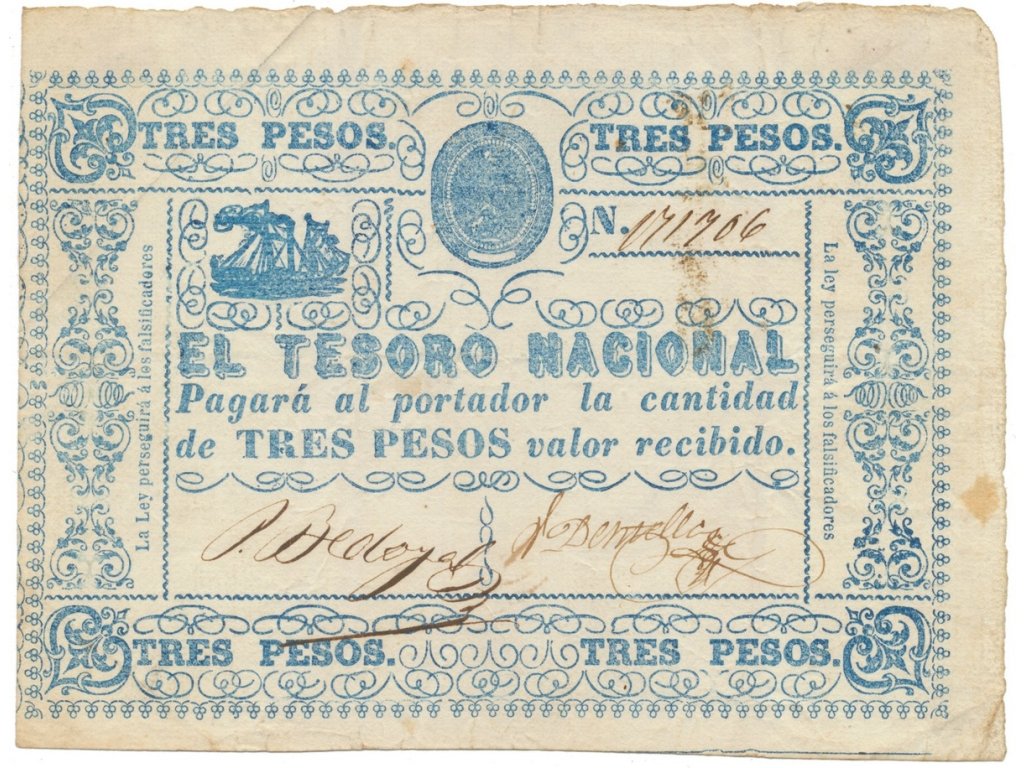 TRES PESOS. TRES PESOS.
N. 171706
La Ley perseguirá á los falsificadores
La ley perseguirá á los falsificadores
EL TESORO NACIONAL
Pagará al portador la cantidad
de TRES PESOS valor recibido.
P. Bedoya
TRES PESOS. TRES PESOS.